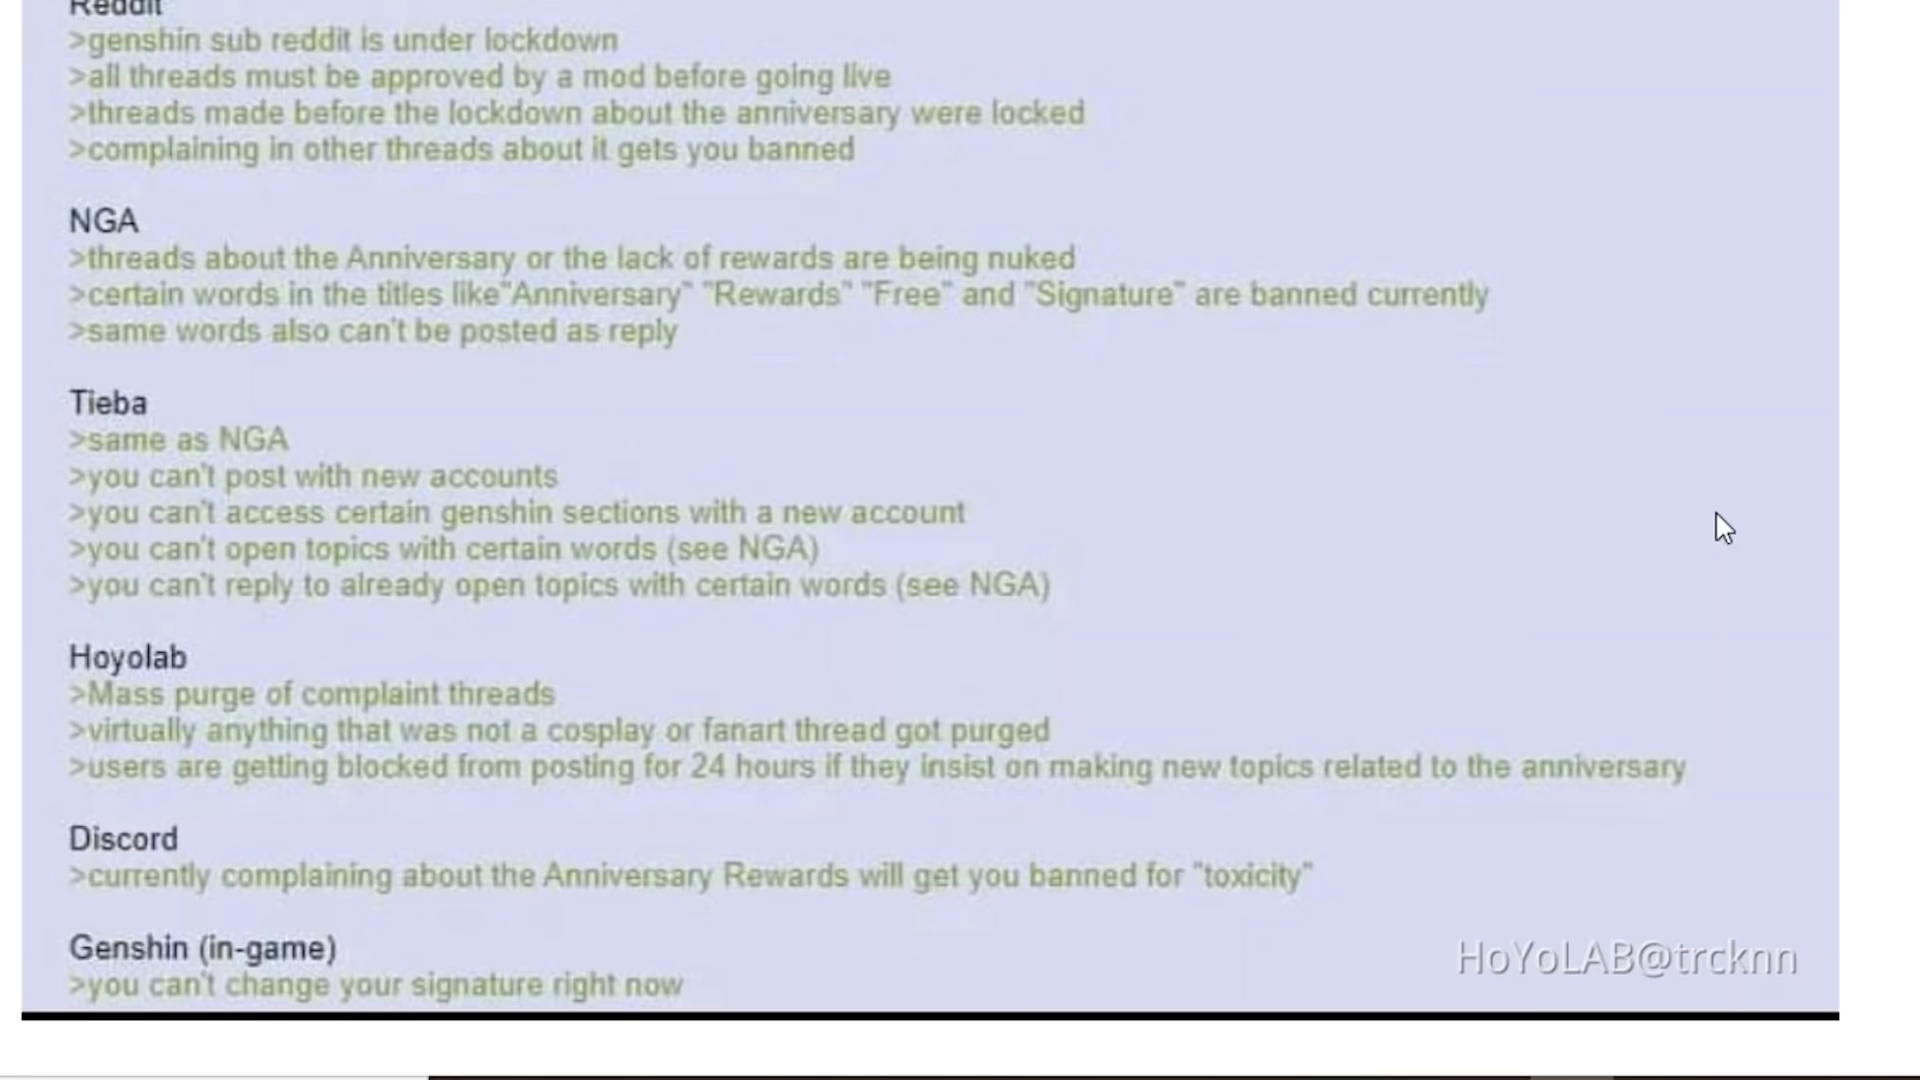 Reddit
>genshin sub reddit is under lockdown
>all threads must be approved by a mod before going live
>threads made before the lockdown about the anniversary were locked
>complaining in other threads about it gets you banned
NGA
>threads about the Anniversary or the lack of rewards are being nuked
>certain words in the titles like"Anniversary" "Rewards" "Free" and "Signature" are banned currently
>same words also can't be posted as reply
Tieba
>same as NGA
>you can't post with new accounts
>you can't access certain genshin sections with a new account
>you can't open topics with certain words (see NGA)
>you can't reply to already open topics with certain words (see NGA)
Hoyolab
>Mass purge of complaint threads
>virtually anything that was not a cosplay or fanart thread got purged
>users are getting blocked from posting for 24 hours if they insist on making new topics related to the anniversary
Discord
>currently complaining about the Anniversary Rewards will get you banned for "toxicity"
Genshin (in-game)
>you can't change your signature right now
HoYoLAB@trcknn